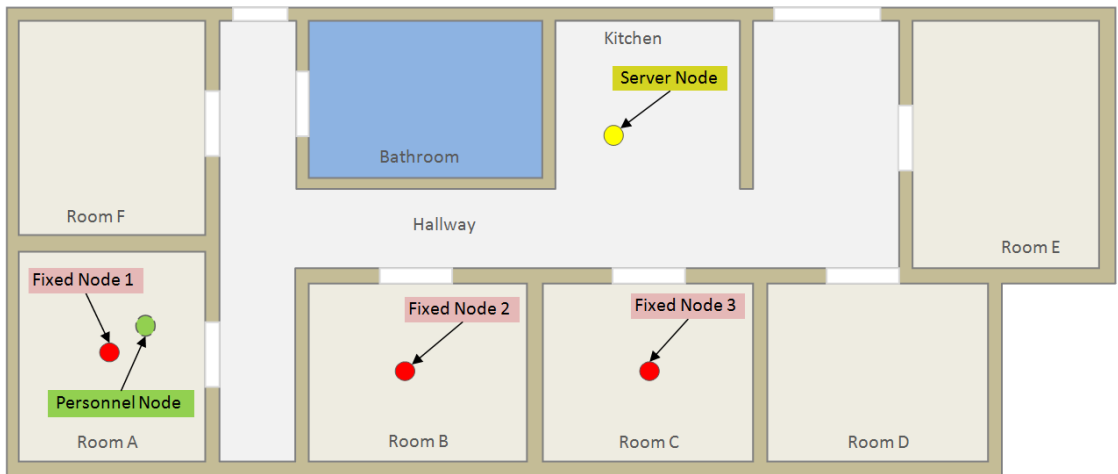 Kitchen
Server Node
Bathroom
Room F
Hallway
Room E
Fixed Node 1
Fixed Node 2
Fixed Node 3
Personnel Node
Room A
Room B
Room C
Room D